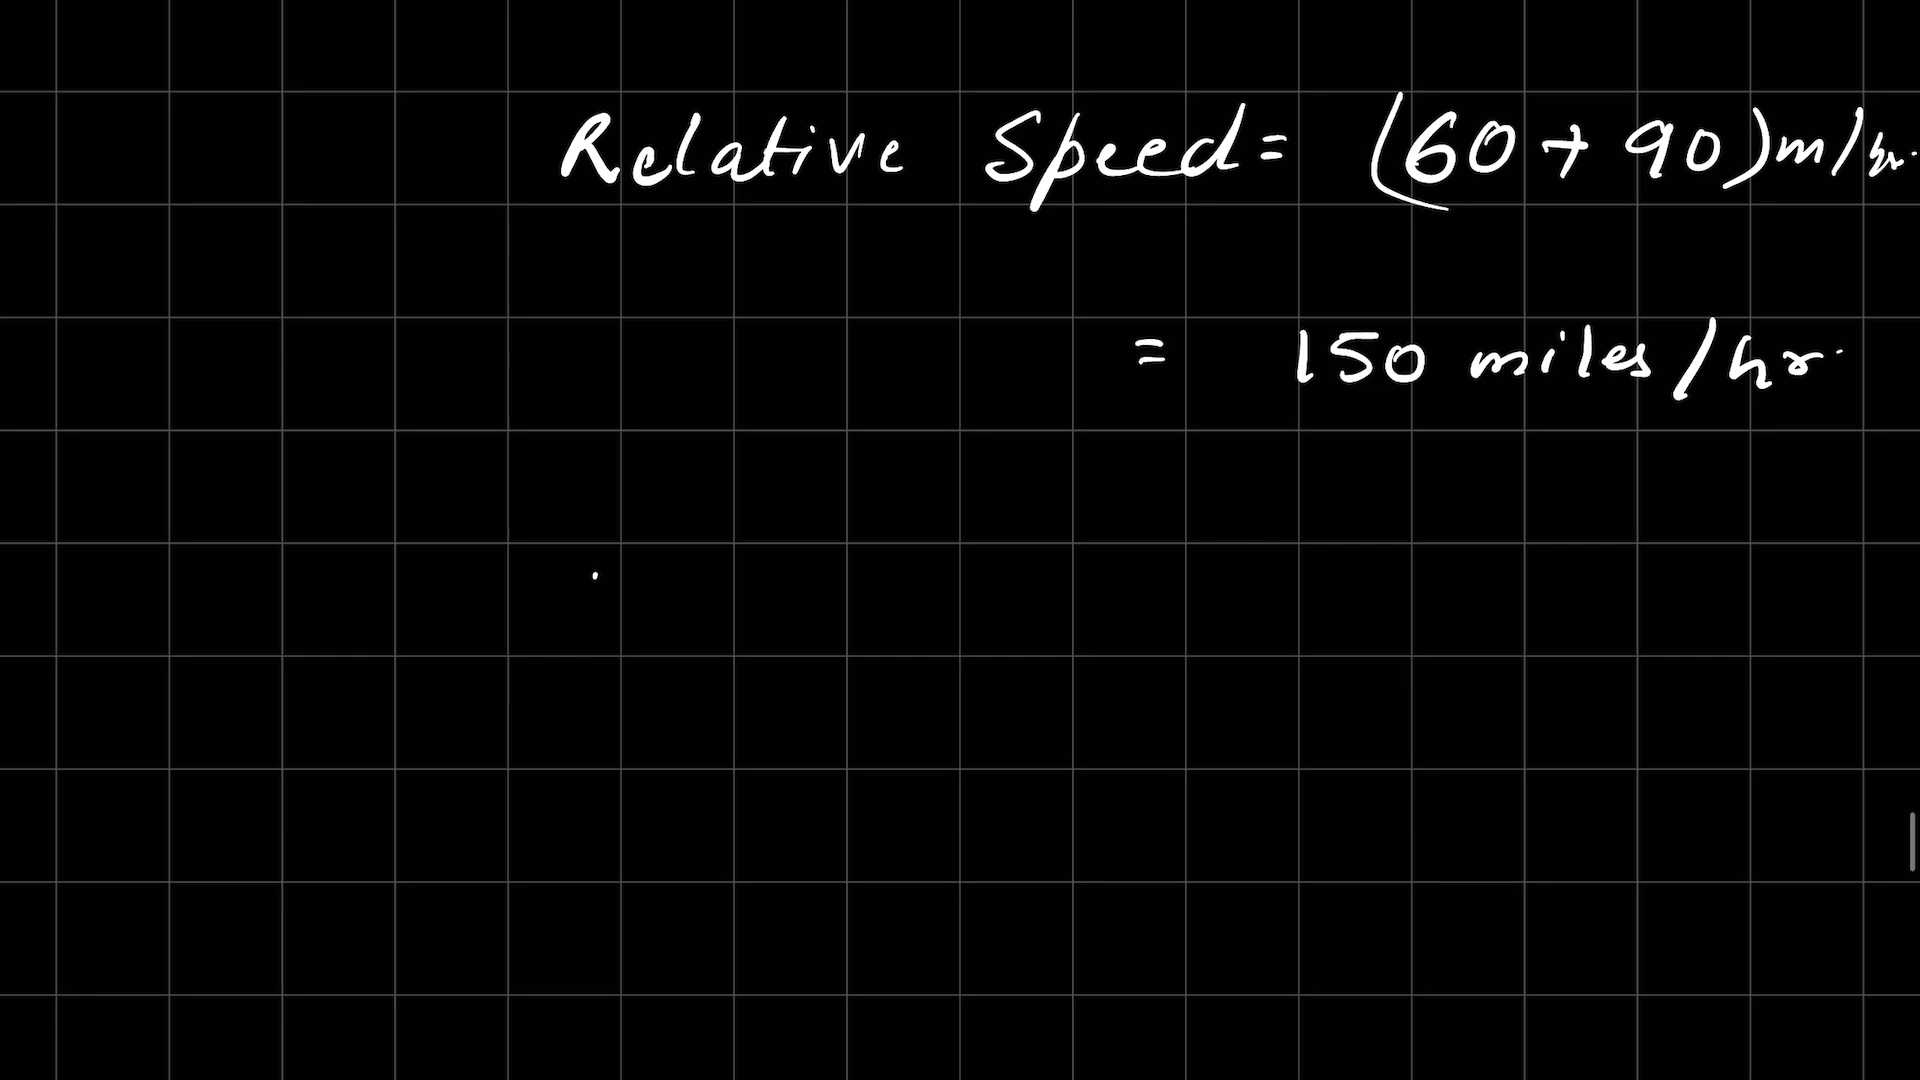 Relative Speed = (60 + 90) m/hr.
= 150 miles/hr.